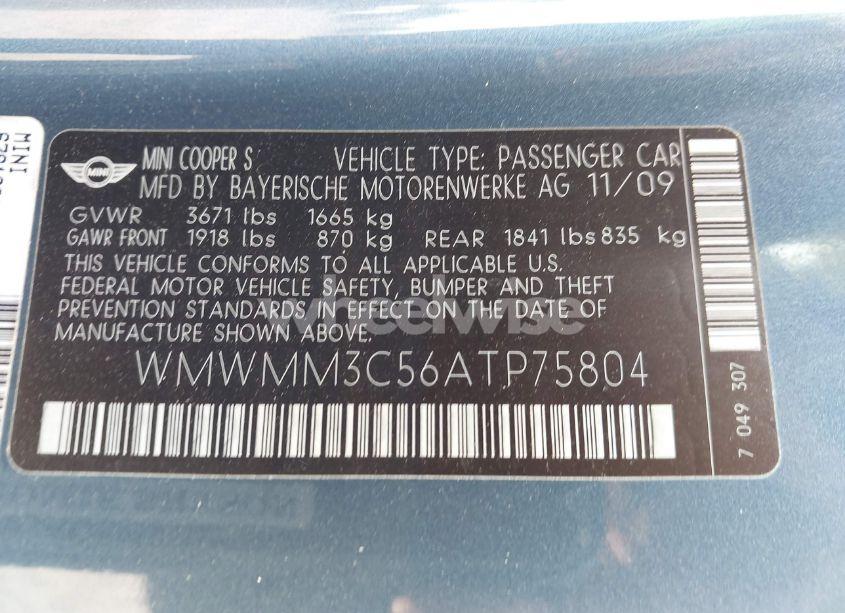 MINI COOPER S VEHICLE TYPE: PASSENGER CAR
MINI
MFD BY BAYERISCHE MOTORENWERKE AG 11/09
GVWR 3671 lbs 1665 kg
GAWR FRONT 1918 lbs 870 kg REAR 1841 lbs 835 kg
THIS VEHICLE CONFORMS TO ALL APPLICABLE U.S.
FEDERAL MOTOR VEHICLE SAFETY, BUMPER AND THEFT
PREVENTION STANDARDS IN EFFECT ON THE DATE OF
MANUFACTURE SHOWN ABOVE.
wheelwise
WMWMM3C56ATP75804
7 049 307
MINI